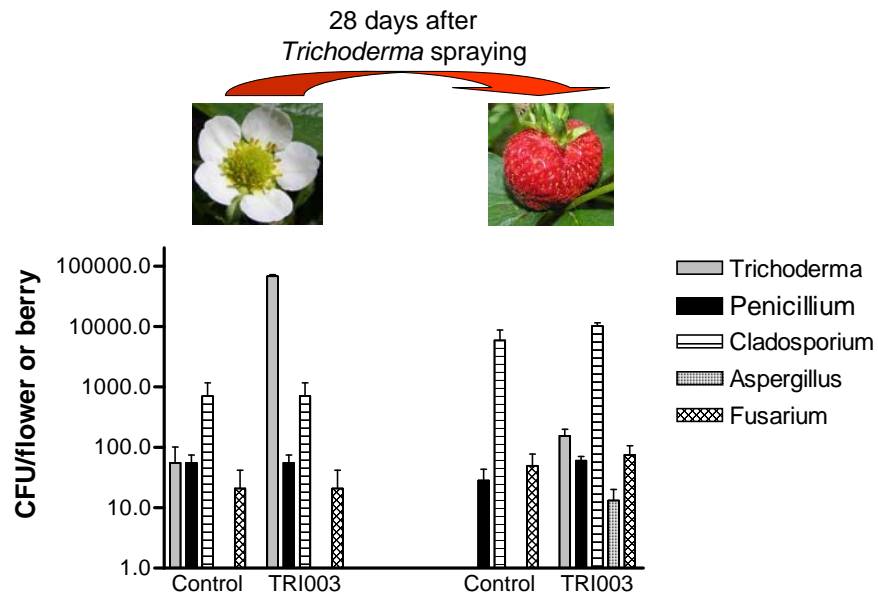 28 days after
Trichoderma spraying
CFU/flower or berry
100000.0
10000.0
1000.0
100.0
10.0
1.0
Control TRI003 Control TRI003
Trichoderma
Penicillium
Cladosporium
Aspergillus
Fusarium